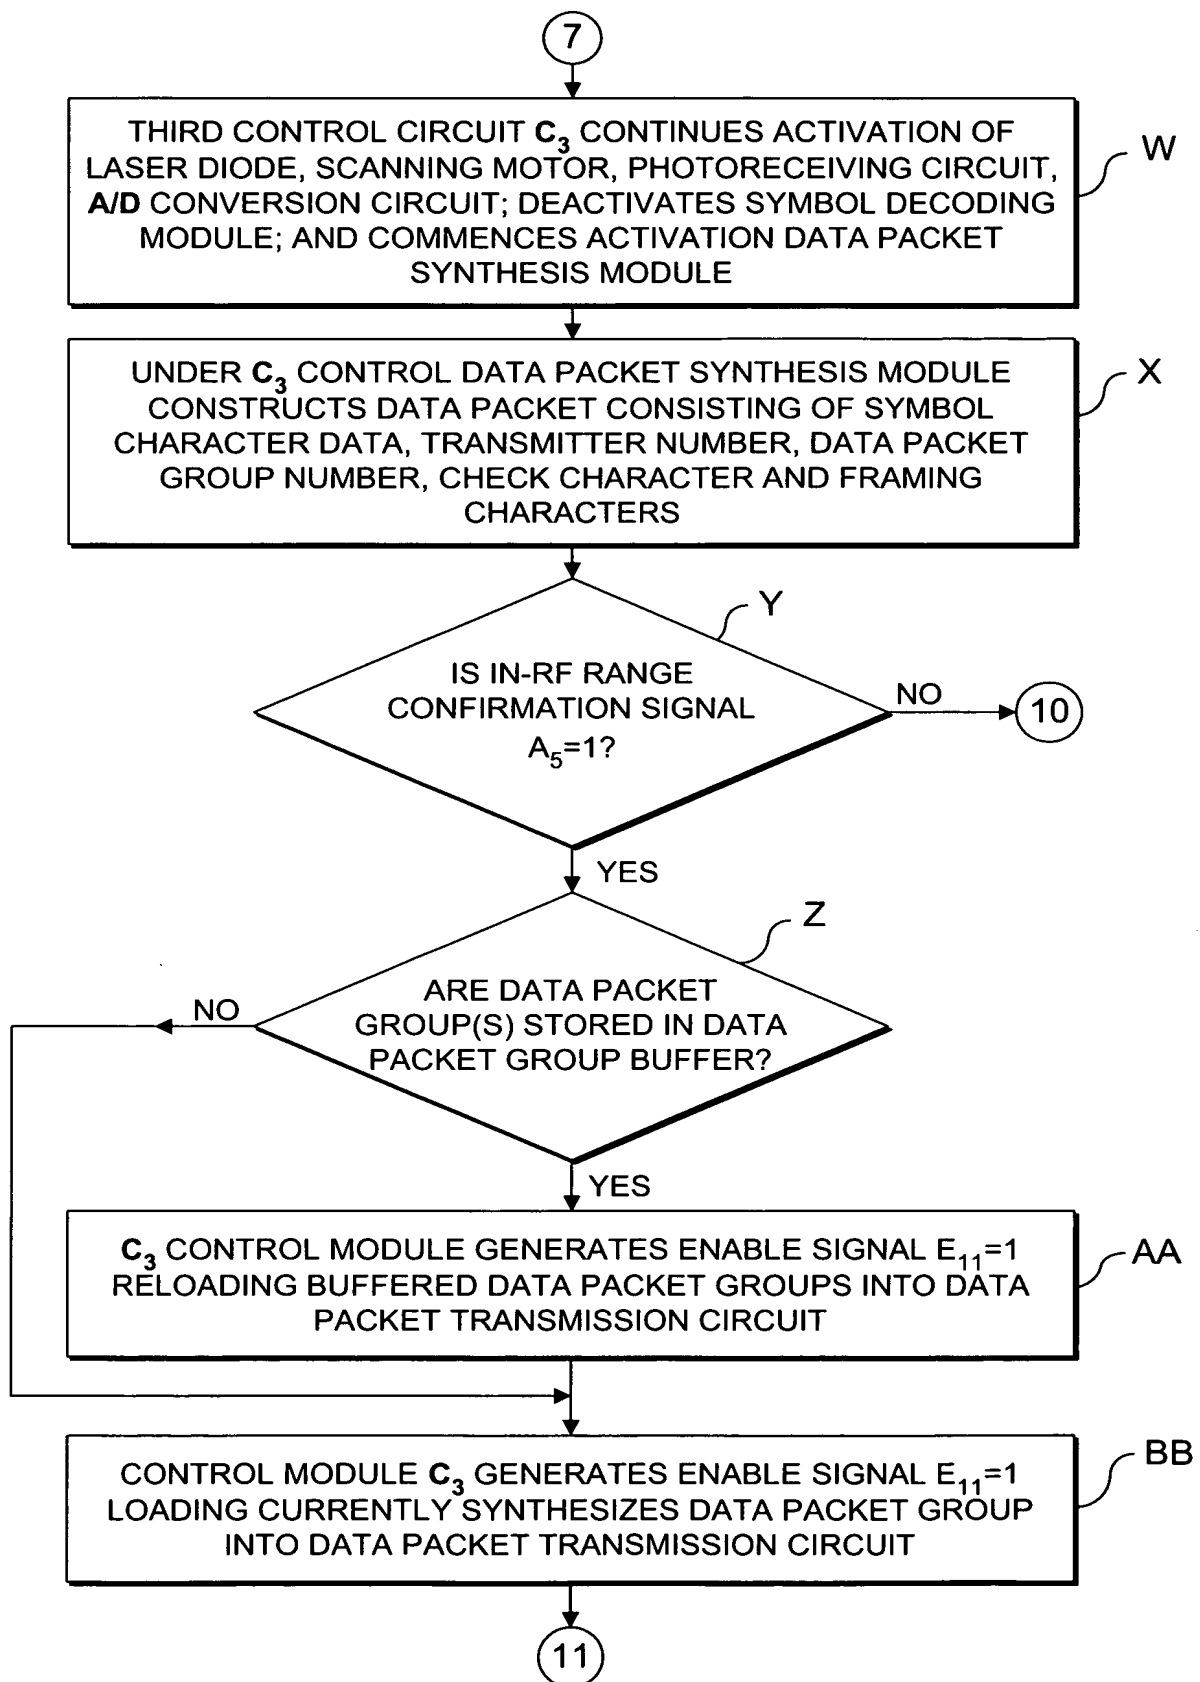 7
THIRD CONTROL CIRCUIT C₃ CONTINUES ACTIVATION OF
LASER DIODE, SCANNING MOTOR, PHOTORECEIVING CIRCUIT,
A/D CONVERSION CIRCUIT; DEACTIVATES SYMBOL DECODING
MODULE; AND COMMENCES ACTIVATION DATA PACKET
SYNTHESIS MODULE
W
UNDER C₃ CONTROL DATA PACKET SYNTHESIS MODULE
CONSTRUCTS DATA PACKET CONSISTING OF SYMBOL
CHARACTER DATA, TRANSMITTER NUMBER, DATA PACKET
GROUP NUMBER, CHECK CHARACTER AND FRAMING
CHARACTERS
X
Y
IS IN-RF RANGE
CONFIRMATION SIGNAL
A₅=1?
NO
10
YES
Z
ARE DATA PACKET
GROUP(S) STORED IN DATA
PACKET GROUP BUFFER?
NO
YES
C₃ CONTROL MODULE GENERATES ENABLE SIGNAL E₁₁=1
RELOADING BUFFERED DATA PACKET GROUPS INTO DATA
PACKET TRANSMISSION CIRCUIT
AA
CONTROL MODULE C₃ GENERATES ENABLE SIGNAL E₁₁=1
LOADING CURRENTLY SYNTHESIZES DATA PACKET GROUP
INTO DATA PACKET TRANSMISSION CIRCUIT
BB
11